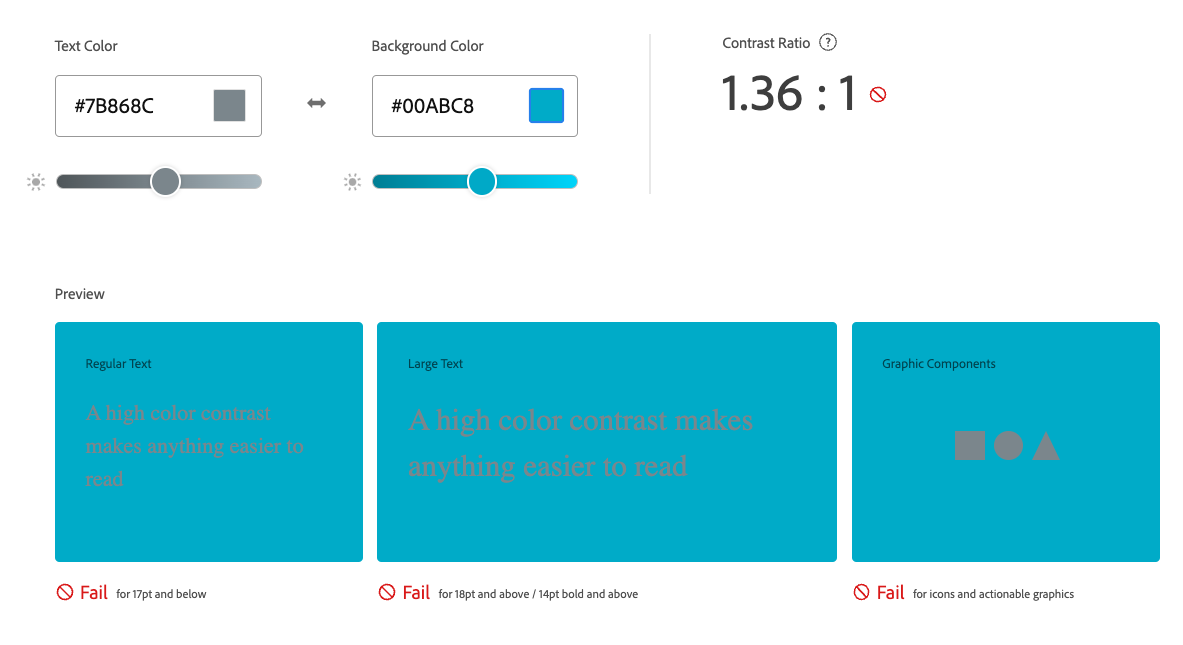 Text Color
Background Color
Contrast Ratio ?
#7B868C
#00ABC8
1.36 : 1
Preview
Regular Text
A high color contrast
makes anything easier to
read
Large Text
A high color contrast makes
anything easier to read
Graphic Components
Fail for 17pt and below
Fail for 18pt and above / 14pt bold and above
Fail for icons and actionable graphics